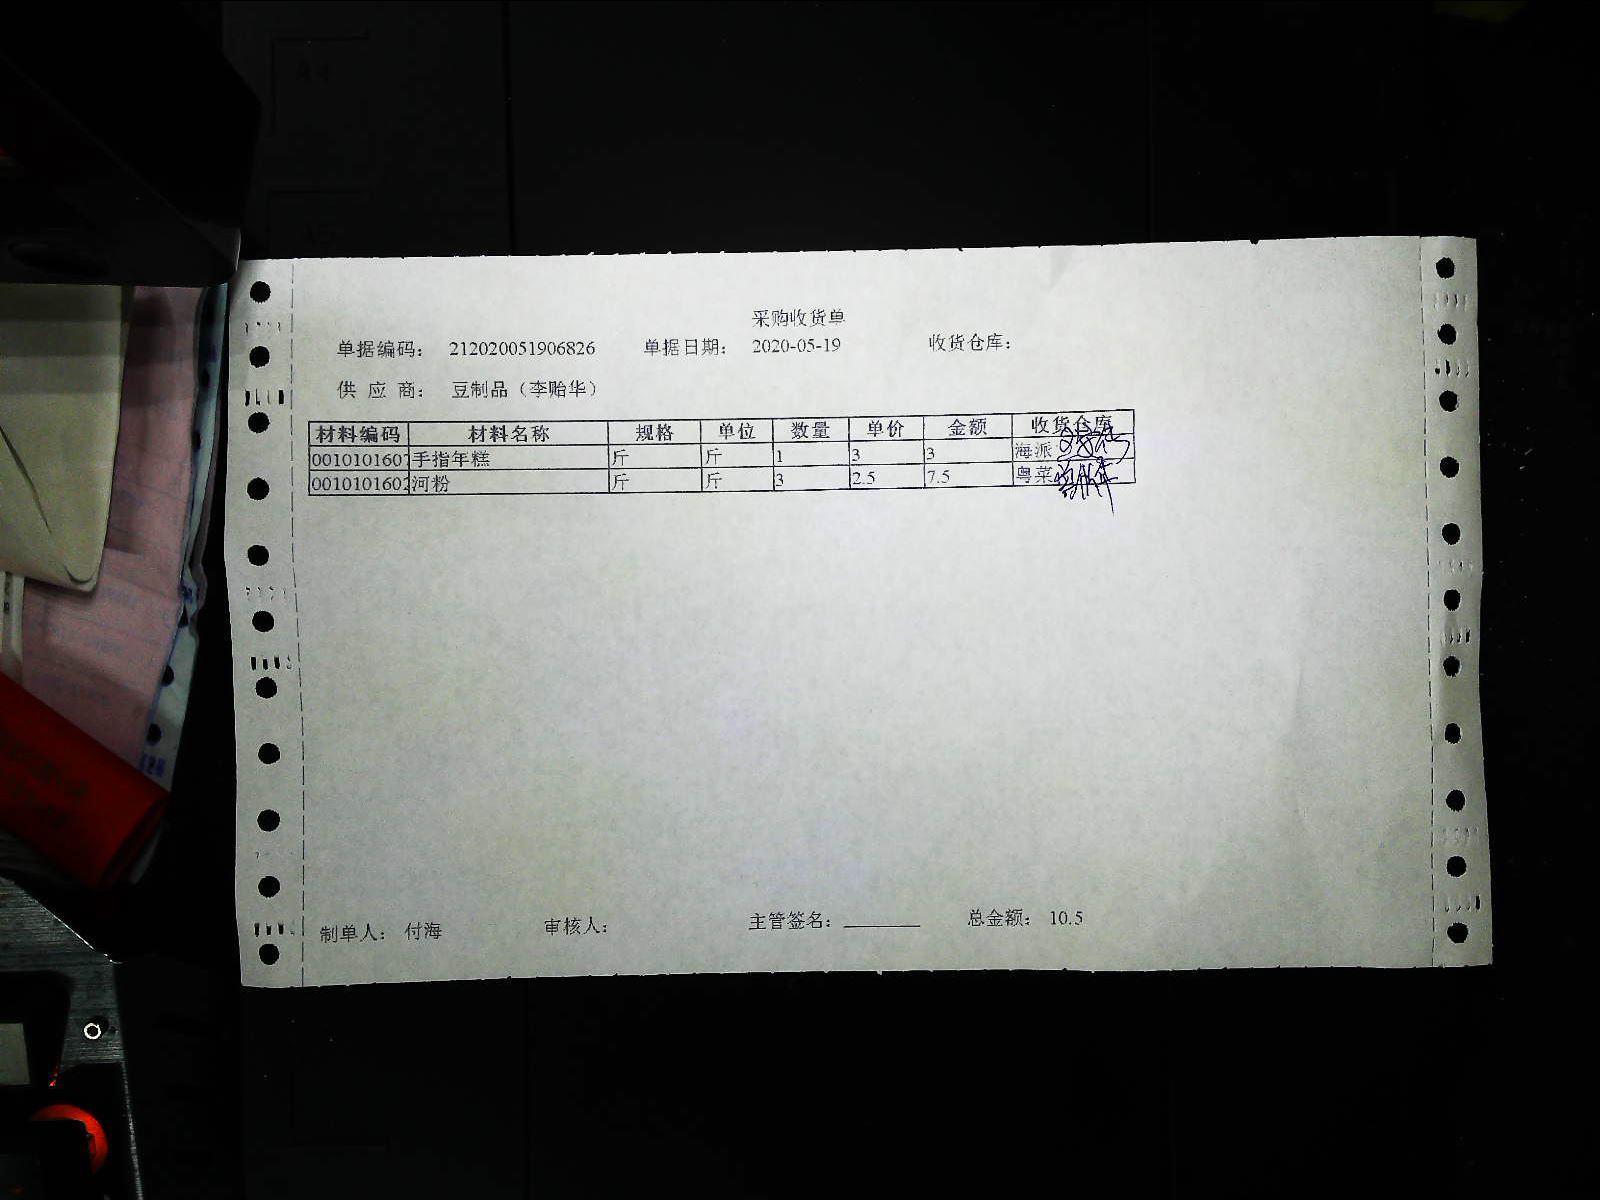 采购收货单
单据编码： 212020051906826 单据日期： 2020-05-19 收货仓库：
供 应 商： 豆制品（李贻华）
材料编码 材料名称 规格 单位 数量 单价 金额 收货仓库
0010101607 手指年糕 斤 斤 1 3 3 海派
0010101602 河粉 斤 斤 3 2.5 7.5 粤菜
制单人： 付海 审核人： 主管签名： 总金额： 10.5